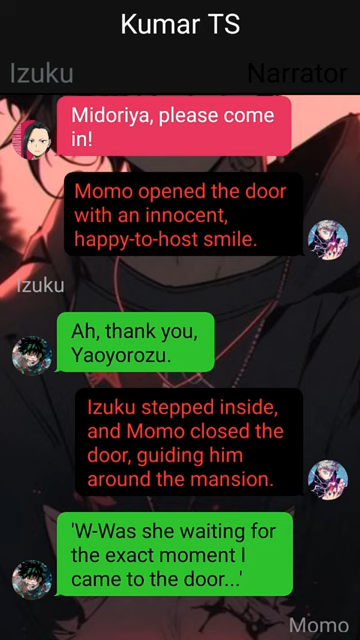 Kumar TS
Izuku
Narrator
Midoriya, please come
in!
Momo opened the door
with an innocent,
happy-to-host smile.
Izuku
Ah, thank you,
Yaoyorozu.
Izuku stepped inside,
and Momo closed the
door, guiding him
around the mansion.
'W-Was she waiting for
the exact moment I
came to the door...'
Momo